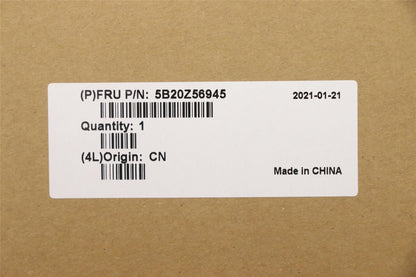 (P)FRU P/N: 5B20Z56945
2021-01-21
Quantity: 1
(4L)Origin: CN
Made in CHINA